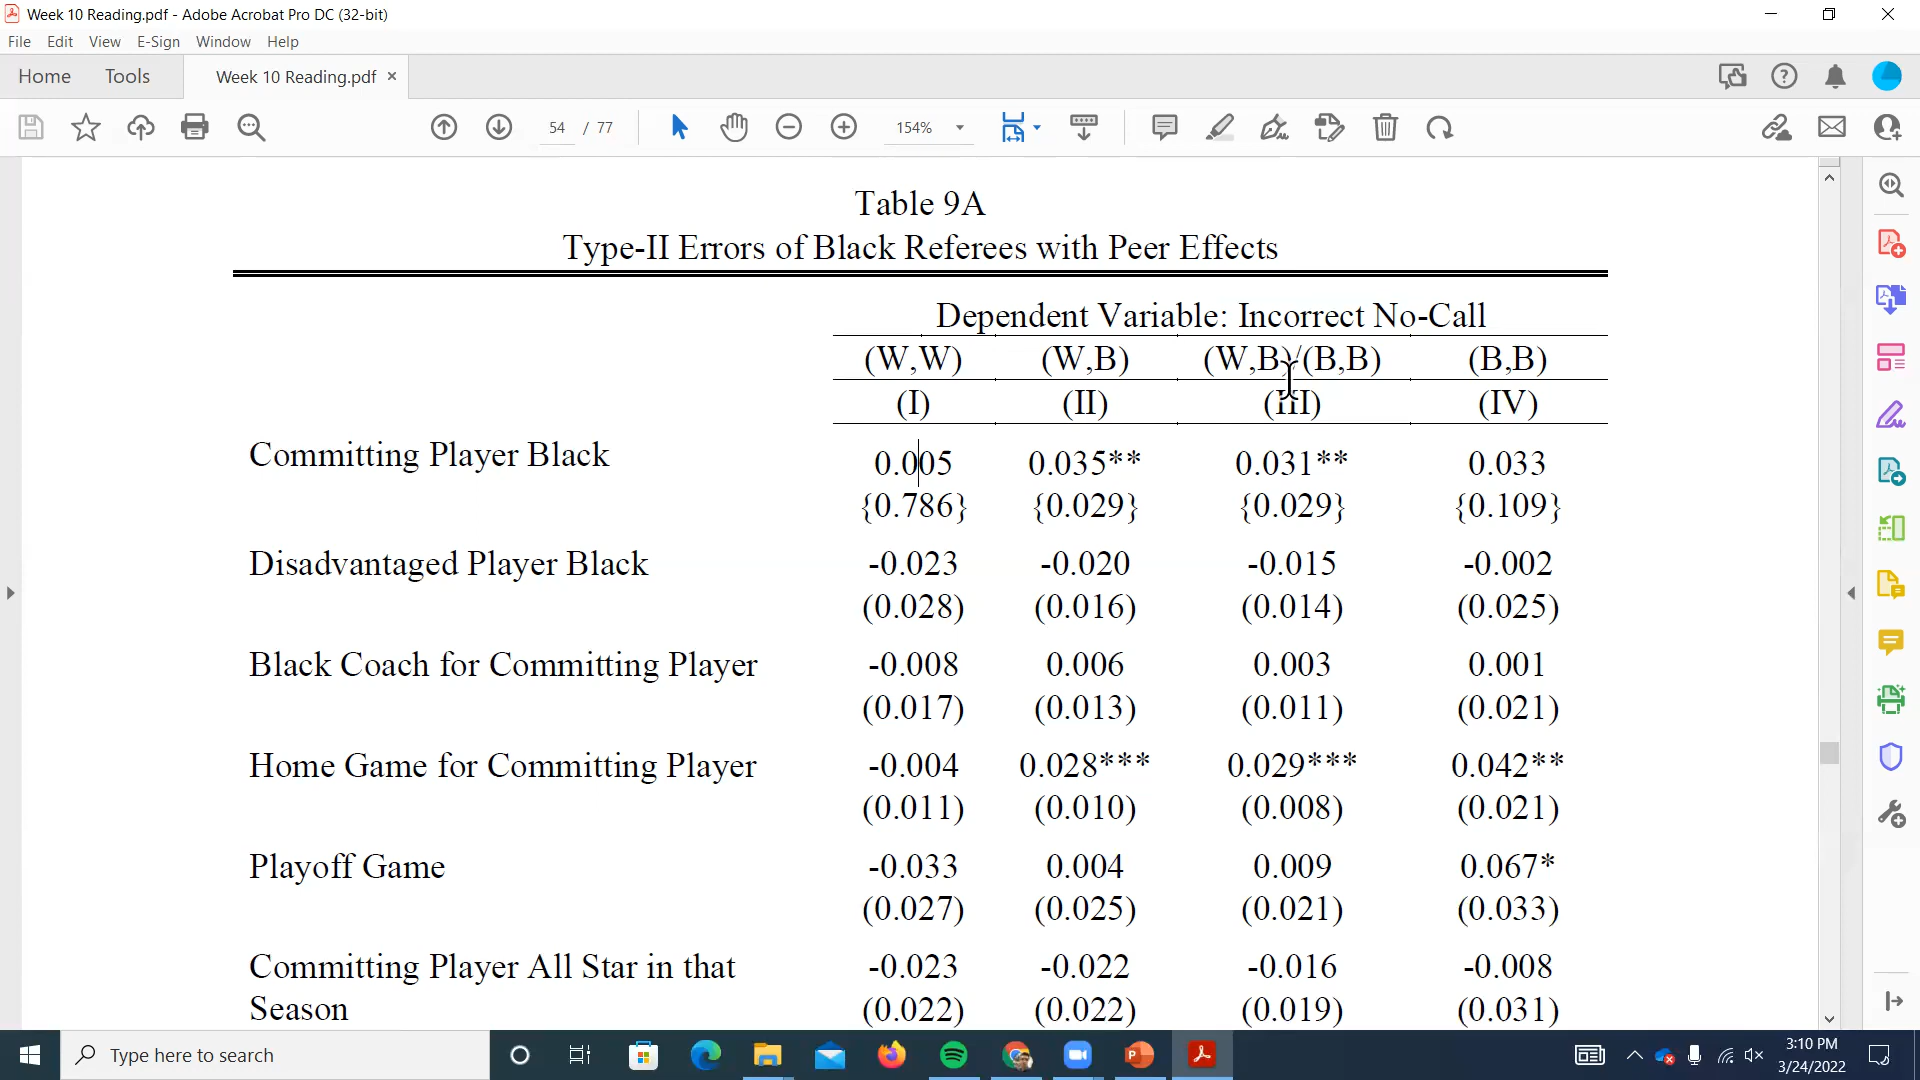 Week 10 Reading.pdf - Adobe Acrobat Pro DC (32-bit)
File Edit View E-Sign Window Help
Home Tools Week 10 Reading.pdf ×
54 / 77 154%
Table 9A
Type-II Errors of Black Referees with Peer Effects
Dependent Variable: Incorrect No-Call
(W,W) (W,B) (W,B)/(B,B) (B,B)
(I) (II) (III) (IV)
Committing Player Black 0.005 0.035** 0.031** 0.033
{0.786} {0.029} {0.029} {0.109}
Disadvantaged Player Black -0.023 -0.020 -0.015 -0.002
(0.028) (0.016) (0.014) (0.025)
Black Coach for Committing Player -0.008 0.006 0.003 0.001
(0.017) (0.013) (0.011) (0.021)
Home Game for Committing Player -0.004 0.028*** 0.029*** 0.042**
(0.011) (0.010) (0.008) (0.021)
Playoff Game -0.033 0.004 0.009 0.067*
(0.027) (0.025) (0.021) (0.033)
Committing Player All Star in that -0.023 -0.022 -0.016 -0.008
Season (0.022) (0.022) (0.019) (0.031)
Type here to search
3:10 PM
3/24/2022